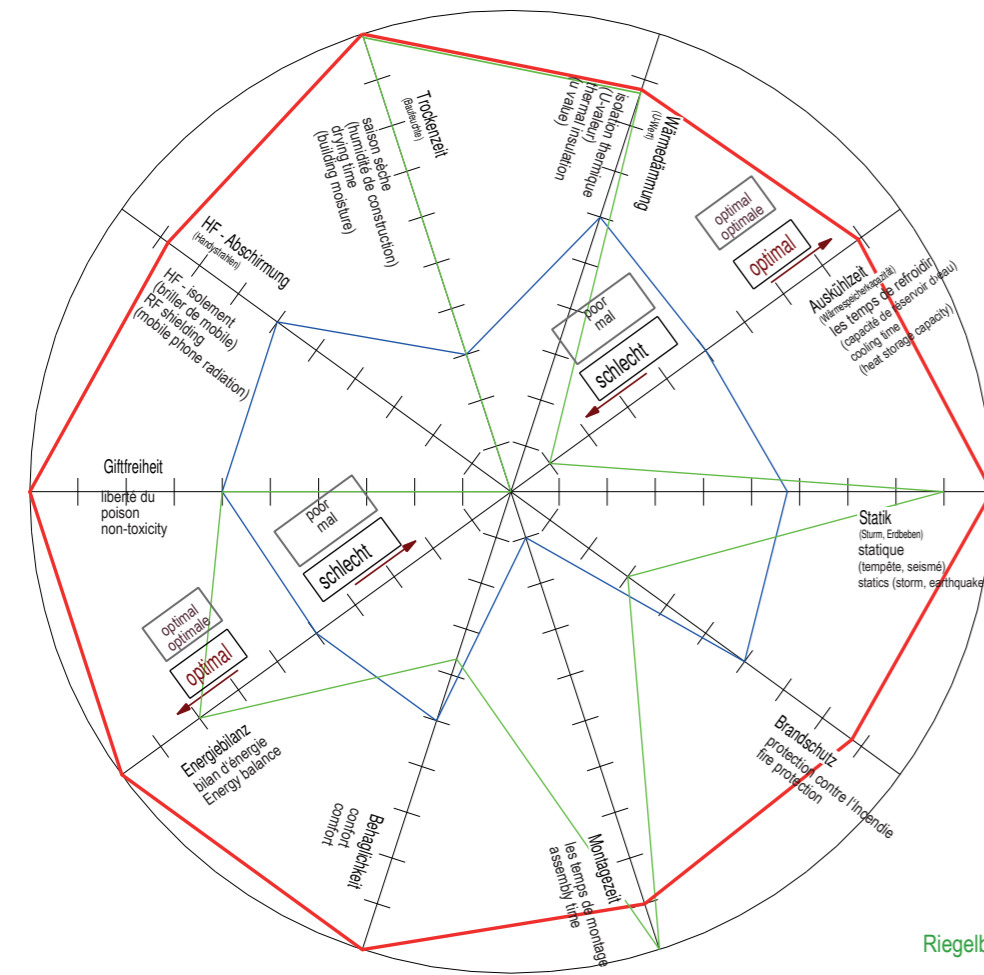 Trockenzeit
(Baufeuchte)
saison sèche
(humidité de construction)
drying time
(building moisture)
Wärmedämmung
(U-Wert)
isolation thermique
(U-valeur)
thermal insulation
(u value)
optimal
optimale
optimal
HF - Abschirmung
(Handystrahlen)
HF - isolement
(briller de mobile)
RF shielding
(mobile phone radiation)
Auskühlzeit
(Wärmespeicherkapazität)
les temps de refroidir
(capacité de réservoir d'eau)
cooling time
(heat storage capacity)
poor
mal
schlecht
Giftfreiheit
liberté du
poison
non-toxicity
poor
mal
schlecht
Statik
(Sturm, Erdbeben)
statique
(tempête, seismé)
statics (storm, earthquake
optimal
optimale
optimal
Energiebilanz
bilan d'énergie
Energy balance
Brandschutz
protection contre l'Incendie
fire protection
Behaglichkeit
confort
comfort
Montagezeit
les temps de montage
assembly time
Riegelb